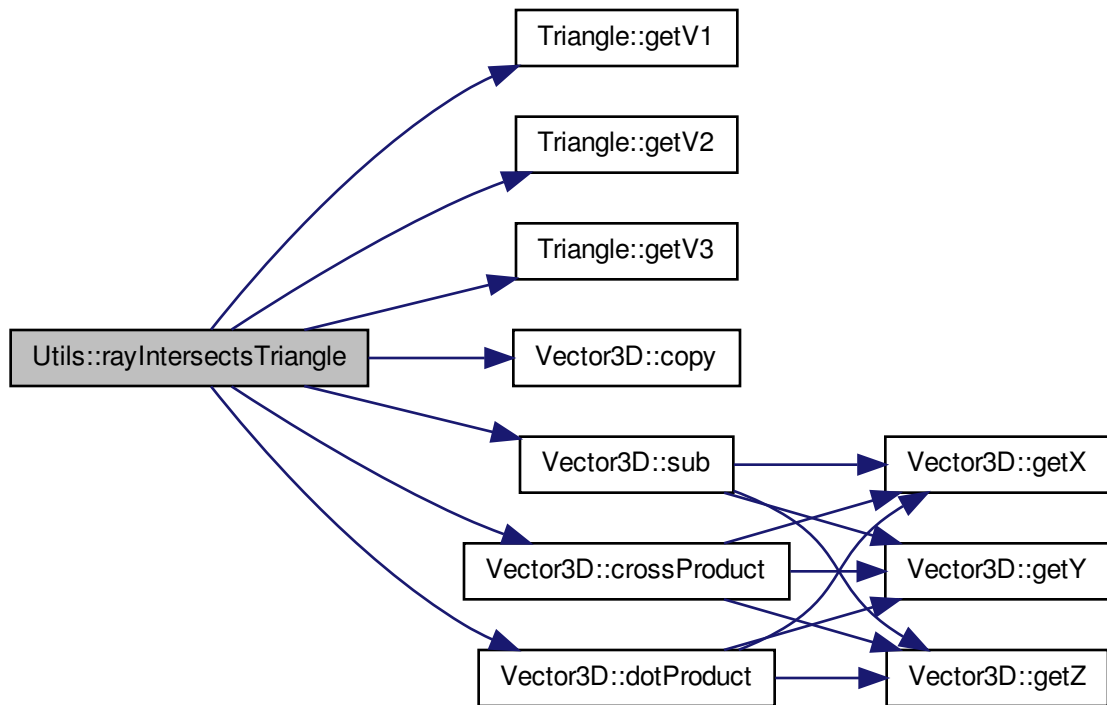 Triangle::getV1
Triangle::getV2
Triangle::getV3
Utils::rayIntersectsTriangle
Vector3D::copy
Vector3D::sub
Vector3D::getX
Vector3D::crossProduct
Vector3D::getY
Vector3D::dotProduct
Vector3D::getZ